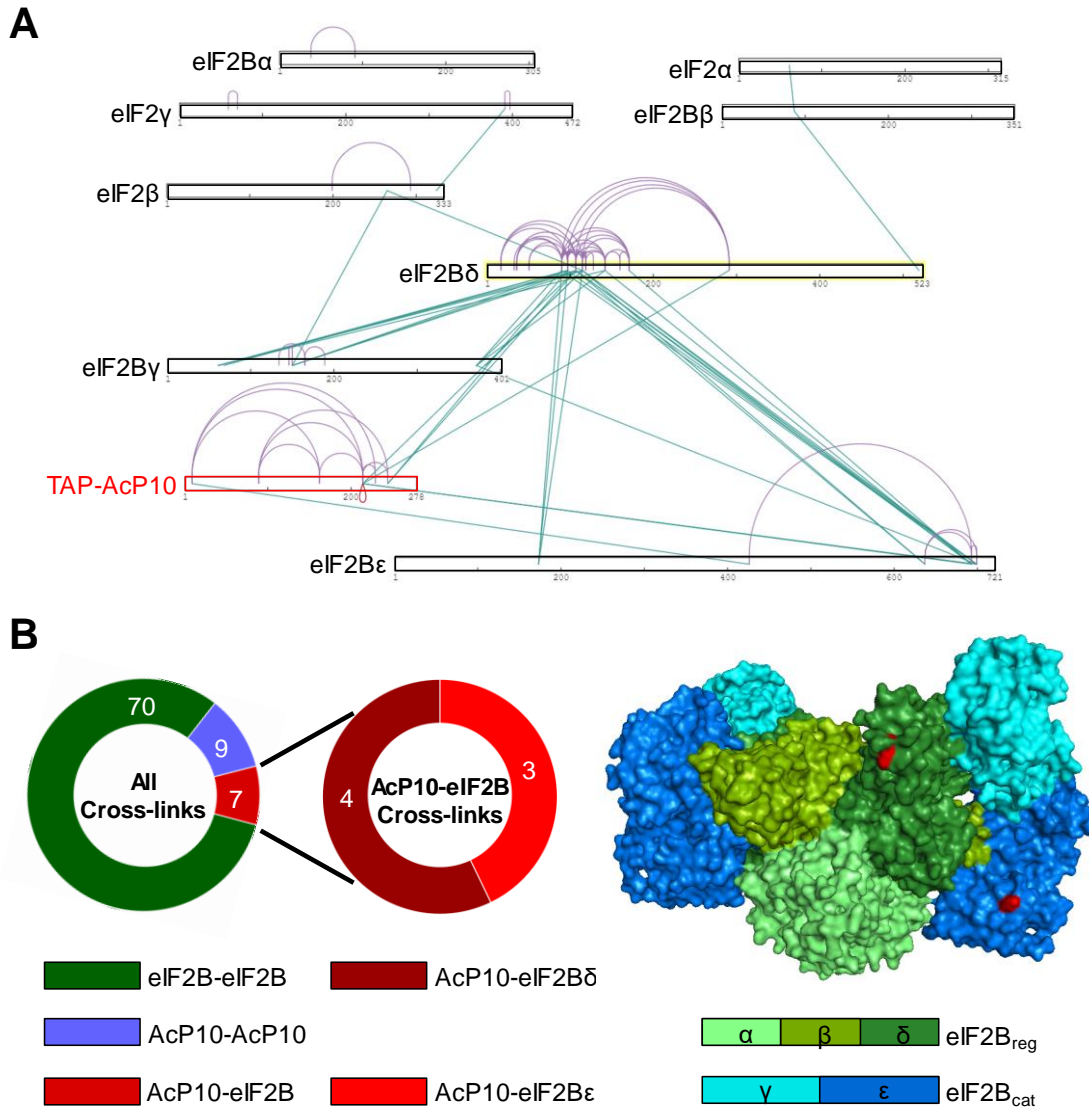 A
eIF2Bα
1
200
305
eIF2α
1
200
315
eIF2γ
1
200
400
472
eIF2Bβ
1
200
351
eIF2β
1
200
333
eIF2Bδ
1
200
400
523
eIF2Bγ
1
200
401
TAP-AcP10
1
200
278
eIF2Bε
1
200
400
600
721
B
70
9
7
All
Cross-links
4
3
AcP10-eIF2B
Cross-links
eIF2B-eIF2B
AcP10-eIF2Bδ
AcP10-AcP10
AcP10-eIF2B
AcP10-eIF2Bε
α β δ eIF2Breg
γ ε eIF2Bcat